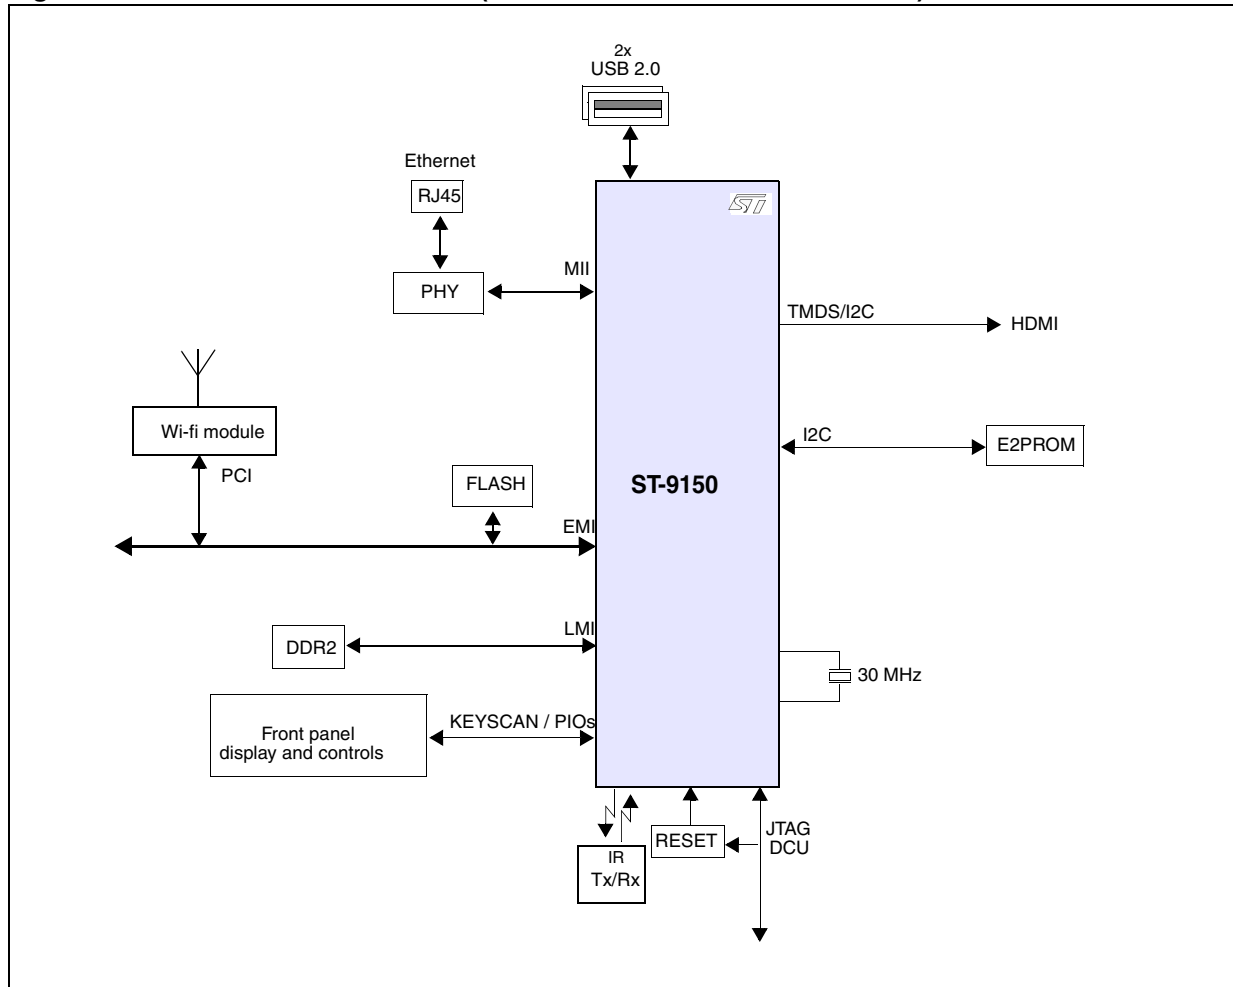 2x
USB 2.0
Ethernet
RJ45
MII
PHY
TMDS/I2C
HDMI
Wi-fi module
I2C
E2PROM
PCI
FLASH
ST-9150
EMI
LMI
DDR2
30 MHz
KEYSCAN / PIOs
Front panel
display and controls
JTAG
DCU
RESET
IR
Tx/Rx